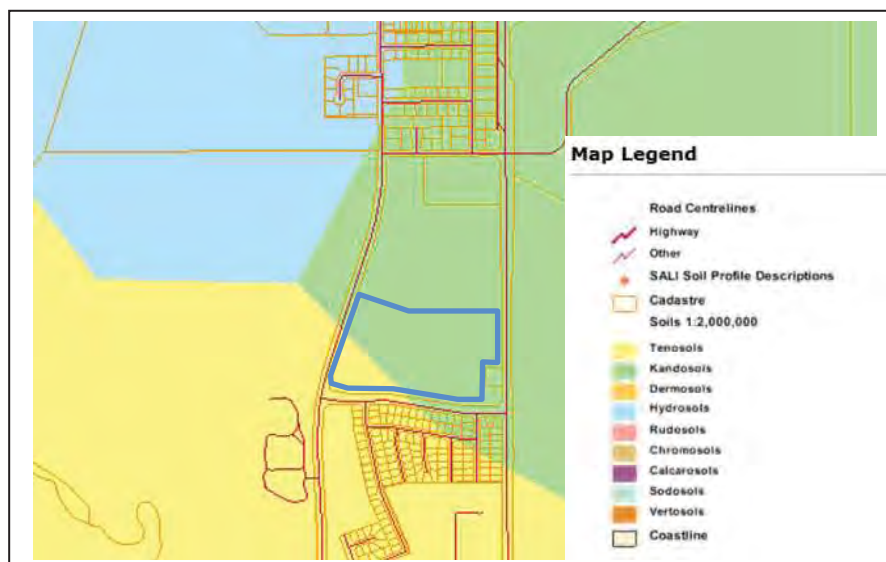 Map Legend
Road Centrelines
Highway
Other
SALI Soil Profile Descriptions
Cadastre
Soils 1:2,000,000
Tenosols
Kandosols
Dermosols
Hydrosols
Rudosols
Chromosols
Calcarosols
Sodosols
Vertosols
Coastline